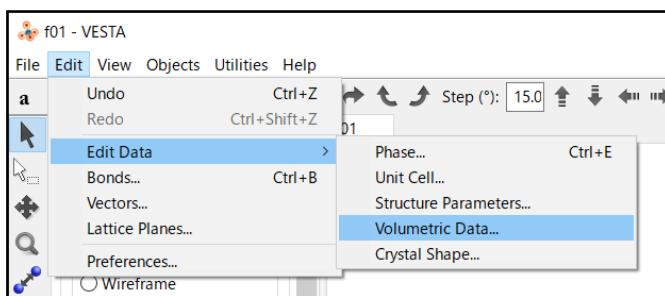 f01 - VESTA
File Edit View Objects Utilities Help
a
Undo Ctrl+Z
Redo Ctrl+Shift+Z
Edit Data >
Bonds... Ctrl+B
Vectors...
Lattice Planes...
Preferences...
Step (°): 15.0
01
Phase... Ctrl+E
Unit Cell...
Structure Parameters...
Volumetric Data...
Crystal Shape...
Wireframe